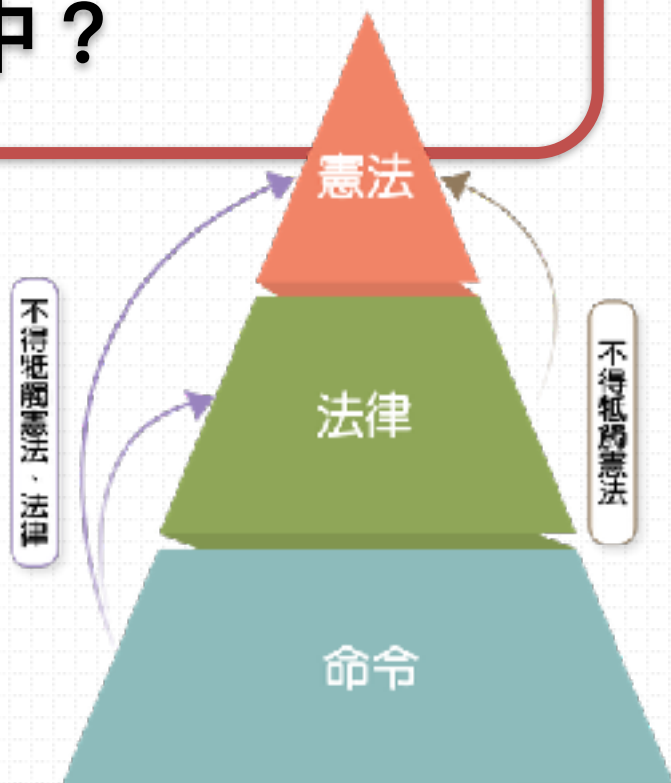 中？
憲法
不得牴觸憲法、法律
不得牴觸憲法
法律
命令